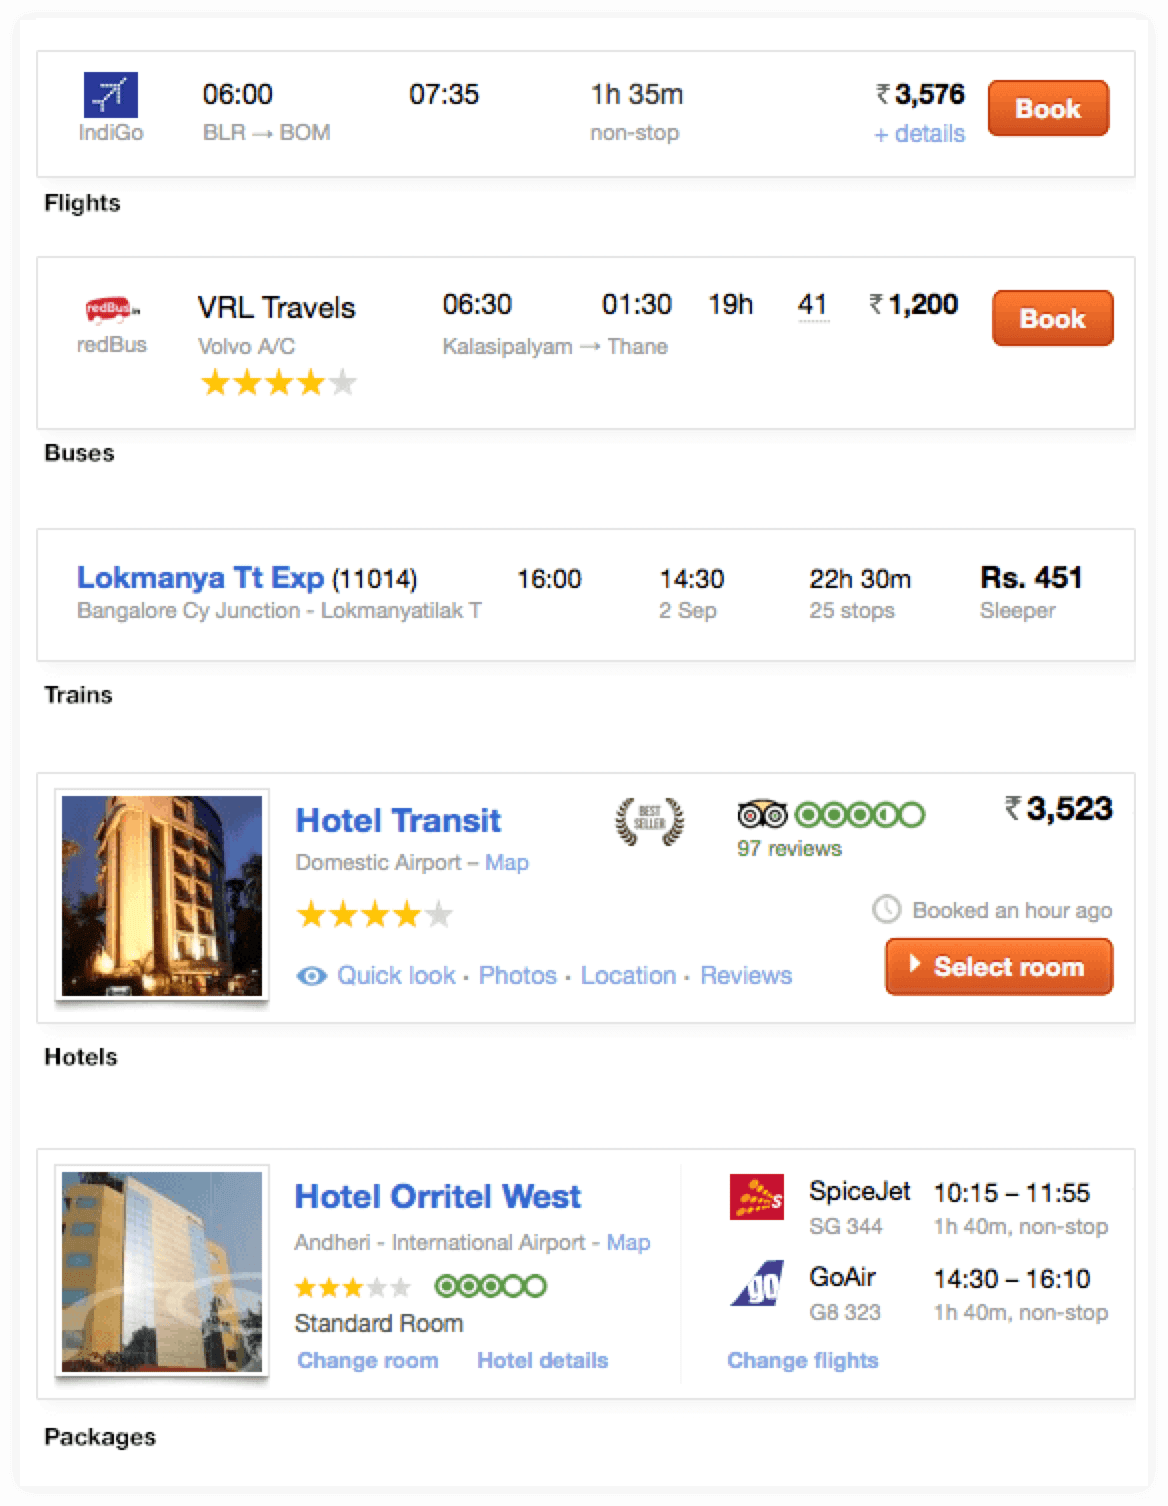 06:00 07:35 1h 35m ₹ 3,576 Book
IndiGo BLR → BOM non-stop + details
Flights
redBus.in VRL Travels 06:30 01:30 19h 41 ₹ 1,200 Book
redBus Volvo A/C Kalasipalyam → Thane
Buses
Lokmanya Tt Exp (11014) 16:00 14:30 22h 30m Rs. 451
Bangalore Cy Junction - Lokmanyatilak T 2 Sep 25 stops Sleeper
Trains
Hotel Transit BEST SELLER ₹ 3,523
97 reviews
Domestic Airport – Map
Booked an hour ago
Quick look · Photos · Location · Reviews Select room
Hotels
Hotel Orritel West SpiceJet 10:15 – 11:55
SG 344 1h 40m, non-stop
Andheri - International Airport - Map
go GoAir 14:30 – 16:10
Standard Room G8 323 1h 40m, non-stop
Change room Hotel details Change flights
Packages